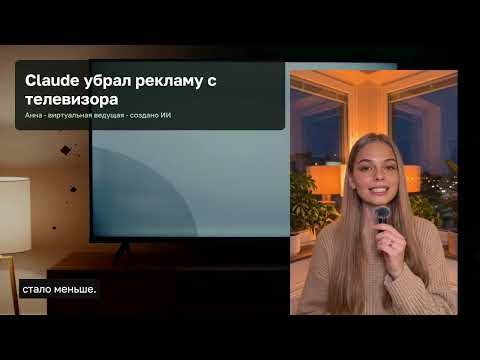 Claude убрал рекламу с
телевизора
Анна · виртуальная ведущая · создано ИИ
стало меньше.